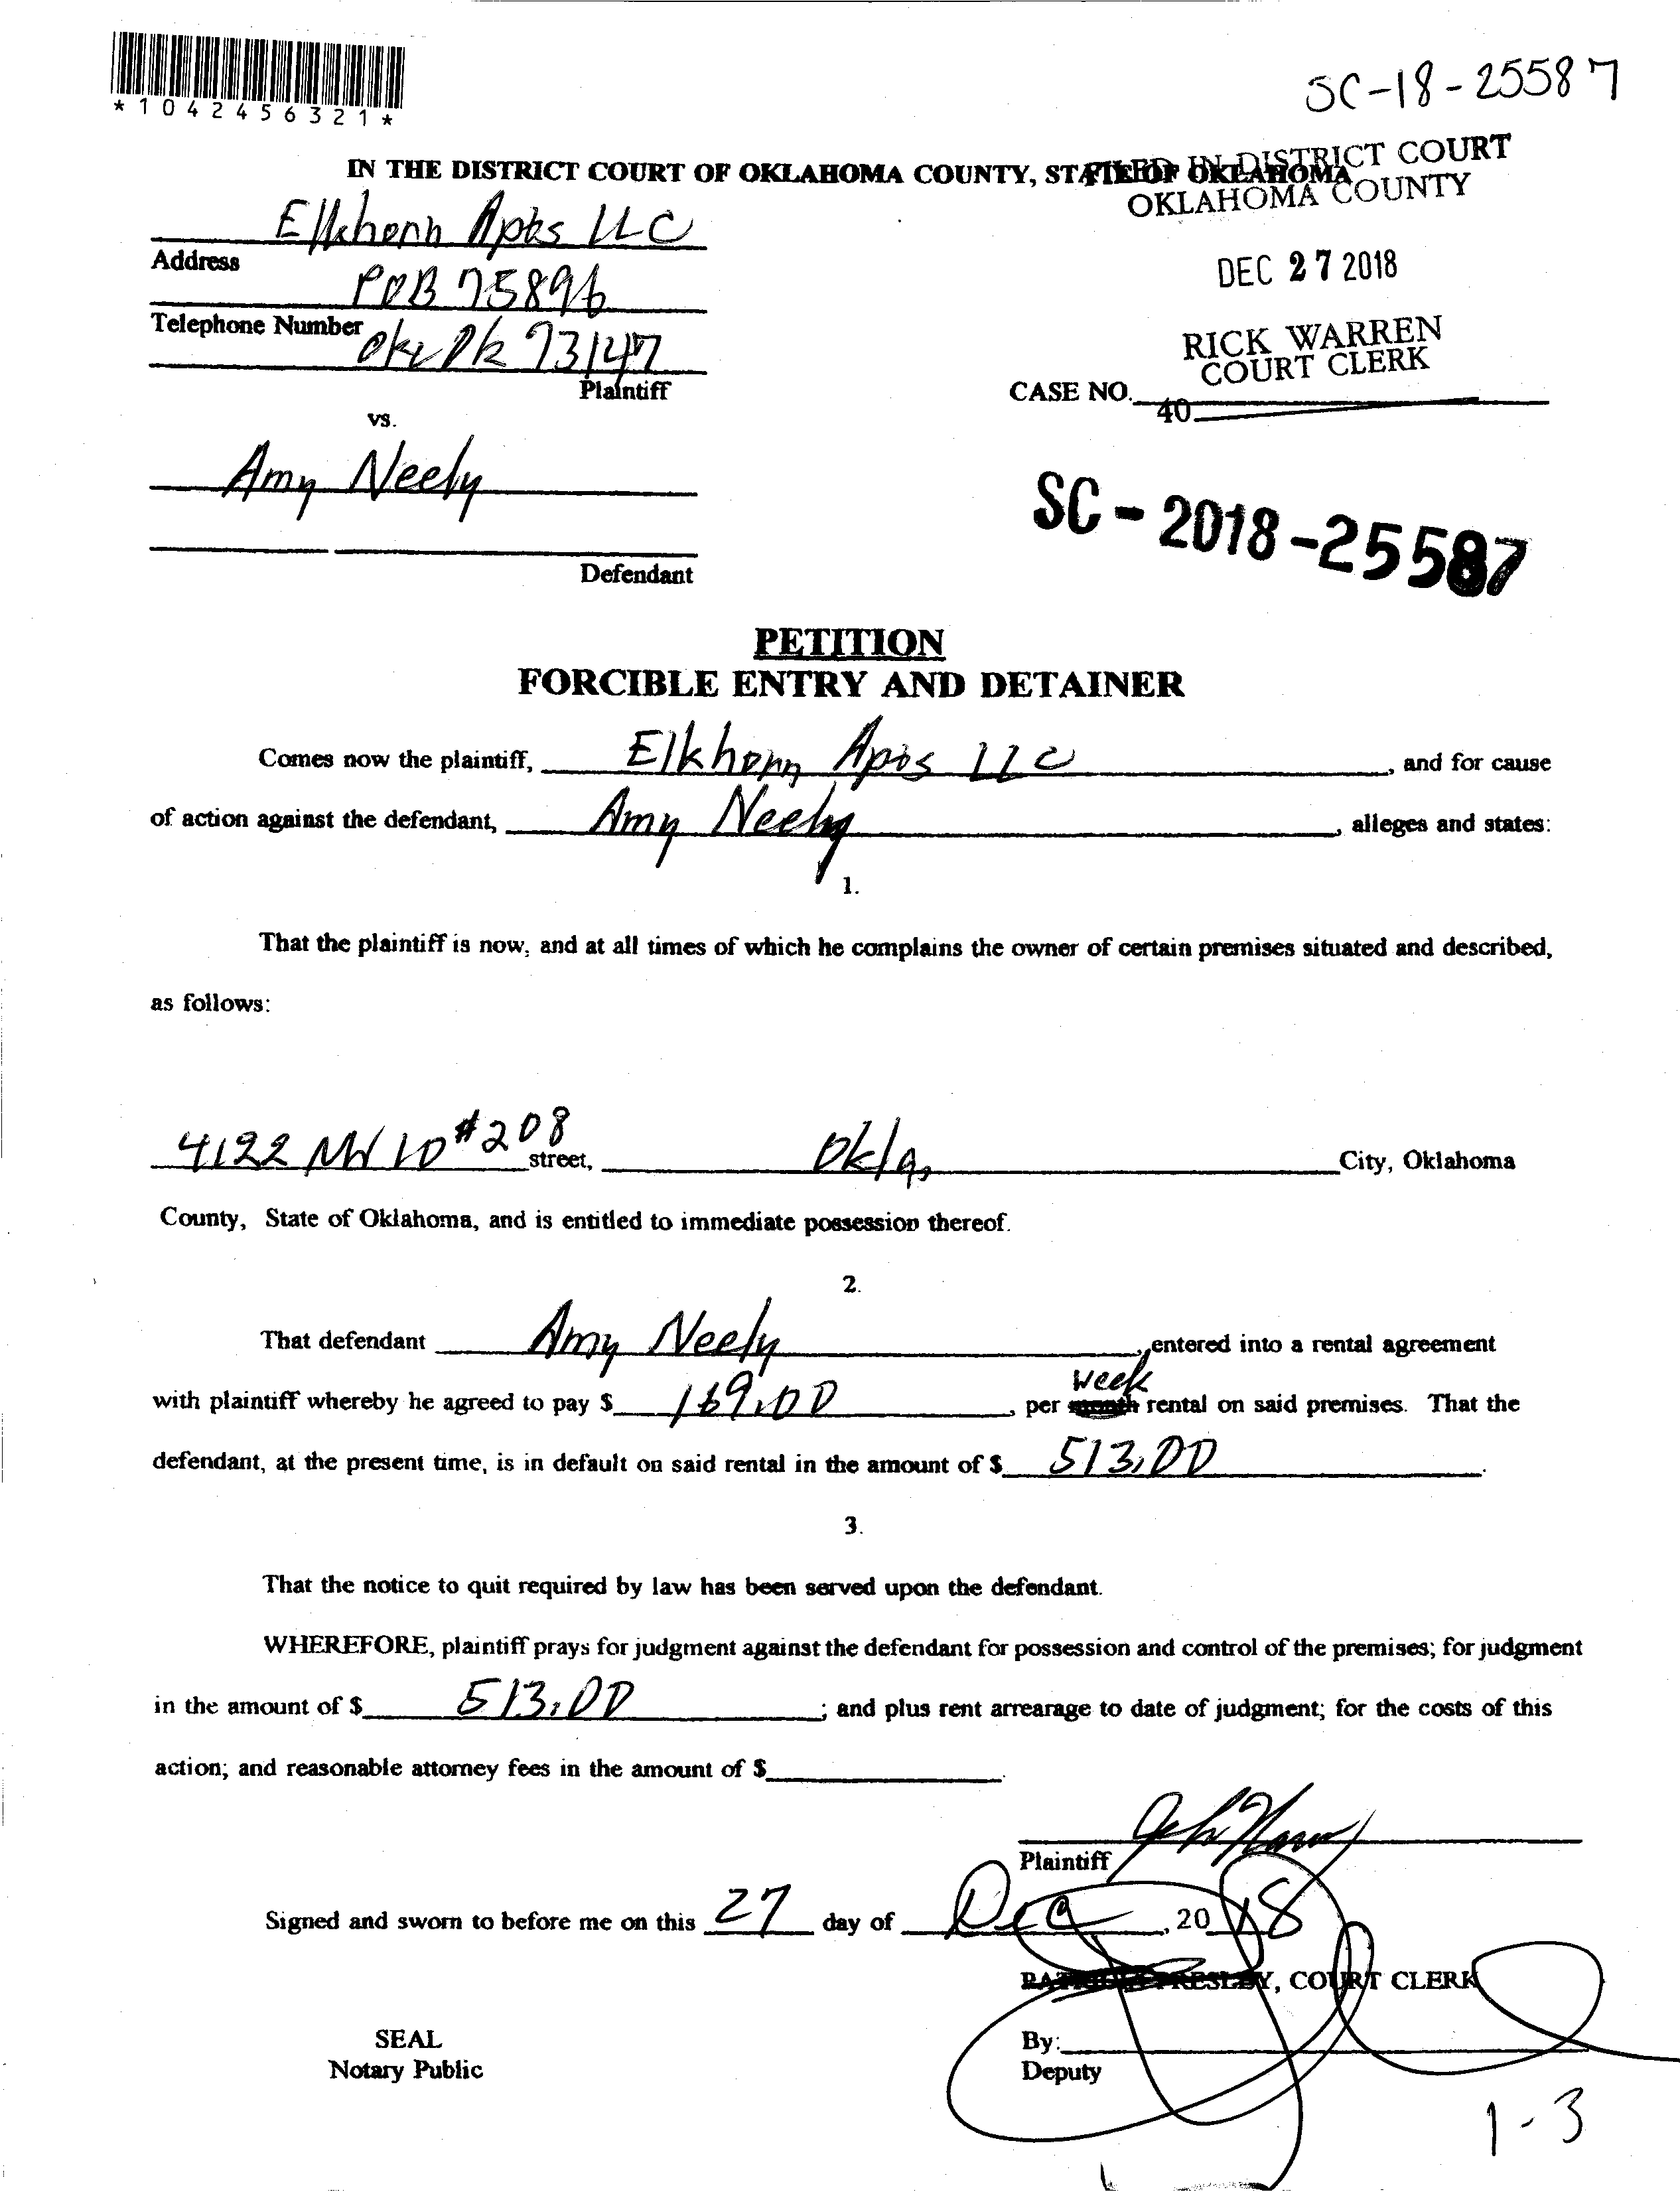 *1042456321*
SC-18-25587
IN THE DISTRICT COURT OF OKLAHOMA COUNTY, STATE OF OKLAHOMA
FILED IN DISTRICT COURT
OKLAHOMA COUNTY
Elkhorn Apts LLC
Address
POB 75896
DEC 27 2018
Telephone Number
Okc Ok 73147
RICK WARREN
COURT CLERK
Plaintiff
CASE NO.
40
vs.
Amy Neely
SC-2018-25587
Defendant
PETITION
FORCIBLE ENTRY AND DETAINER
Comes now the plaintiff, Elkhorn Apts LLC, and for cause
of action against the defendant, Amy Neely, alleges and states:
1.
That the plaintiff is now, and at all times of which he complains the owner of certain premises situated and described,
as follows:
4122 NW 10 #208 street, Okla, City, Oklahoma
County, State of Oklahoma, and is entitled to immediate possession thereof.
2.
That defendant Amy Neely, entered into a rental agreement
with plaintiff whereby he agreed to pay $ 169.00, per month week rental on said premises. That the
defendant, at the present time, is in default on said rental in the amount of $ 513.00.
3.
That the notice to quit required by law has been served upon the defendant.
WHEREFORE, plaintiff prays for judgment against the defendant for possession and control of the premises; for judgment
in the amount of $ 513.00; and plus rent arrearage to date of judgment; for the costs of this
action; and reasonable attorney fees in the amount of $.
Plaintiff
Signed and sworn to before me on this 27 day of Dec, 2018
PRESLEY, COURT CLERK
SEAL
Notary Public
By:
Deputy
1-3